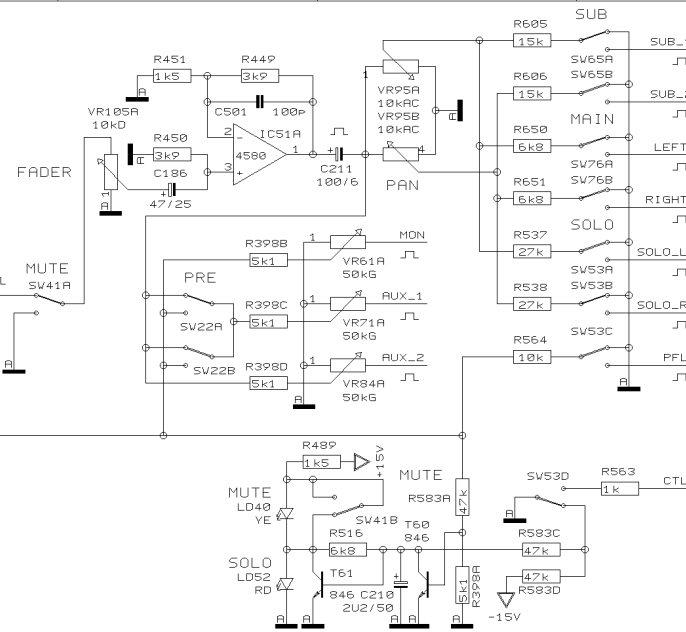 SUB
R605
15k
SUB_
SW65A
SW65B
R606
15k
SUB_
MAIN
R650
6k8
LEFT
SW76A
SW76B
R651
6k8
RIGHT
SOLO
R537
27k
SOLO_L
SW53A
SW53B
R538
27k
SOLO_R
SW53C
R564
10k
PFL
A
R451
1k5
R449
3k9
A
C501
100p
VR105A
10kD
R450
3k9
A
2
-
IC51A
4580
1
3
+
FADER
1
A
C186
+
47/25
+
C211
100/6
1
VR95A
10kAC
VR95B
10kAC
4
A
PAN
MUTE
SW41A
L
A
PRE
SW22A
SW22B
R398B
5k1
1
MON
VR61A
50kG
R398C
5k1
1
AUX_1
VR71A
50kG
R398D
5k1
1
AUX_2
VR84A
50kG
A
R489
1k5
+15V
MUTE
LD40
YE
SW41B
MUTE
T60
846
R583A
47k
R516
6k8
SOLO
LD52
RD
T61
846
C210
2U2/50
+
5k1
R398A
A
A
A
A
A
SW53D
A
R563
1k
CTL
R583C
47k
47k
R583D
-15V